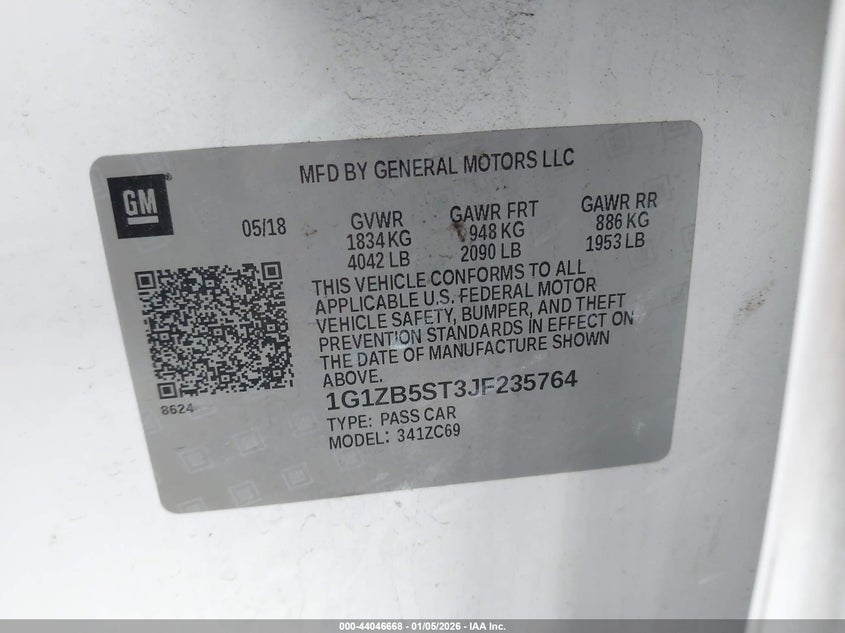 MFD BY GENERAL MOTORS LLC
GM
05/18
GVWR
1834 KG
4042 LB
GAWR FRT
948 KG
2090 LB
GAWR RR
886 KG
1953 LB
THIS VEHICLE CONFORMS TO ALL
APPLICABLE U.S. FEDERAL MOTOR
VEHICLE SAFETY, BUMPER, AND THEFT
PREVENTION STANDARDS IN EFFECT ON
THE DATE OF MANUFACTURE SHOWN
ABOVE.
8624
1G1ZB5ST3JF235764
TYPE: PASS CAR
MODEL: 341ZC69
000-44046668 | 01/05/2026 - IAA Inc.